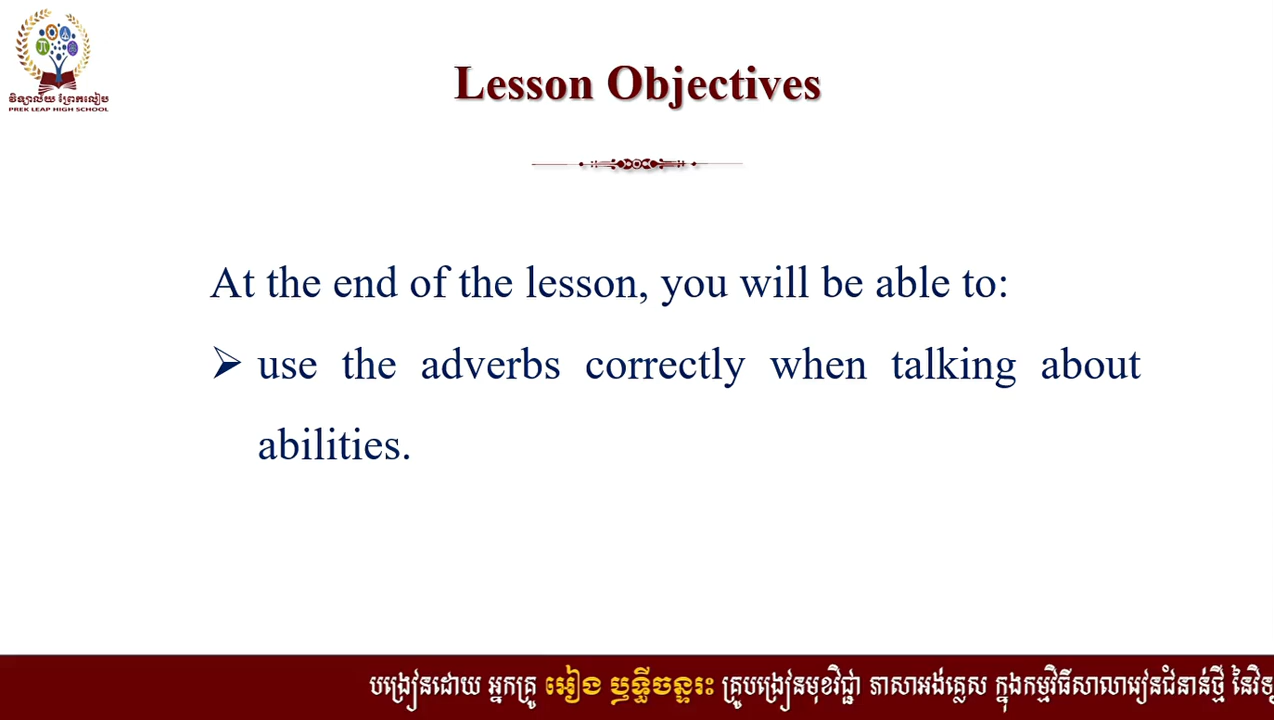 វិទ្យាល័យ ព្រែកលៀប
PREK LEAP HIGH SCHOOL
Lesson Objectives
At the end of the lesson, you will be able to:
➢ use the adverbs correctly when talking about
abilities.
បង្រៀនដោយ អ្នកគ្រូ អៀង ឫទ្ធីចន្ទរះ គ្រូបង្រៀនមុខវិជ្ជា ភាសាអង់គ្លេស ក្នុងកម្មវិធីសាលារៀនជំនាន់ថ្មី នៃវិទ្យ